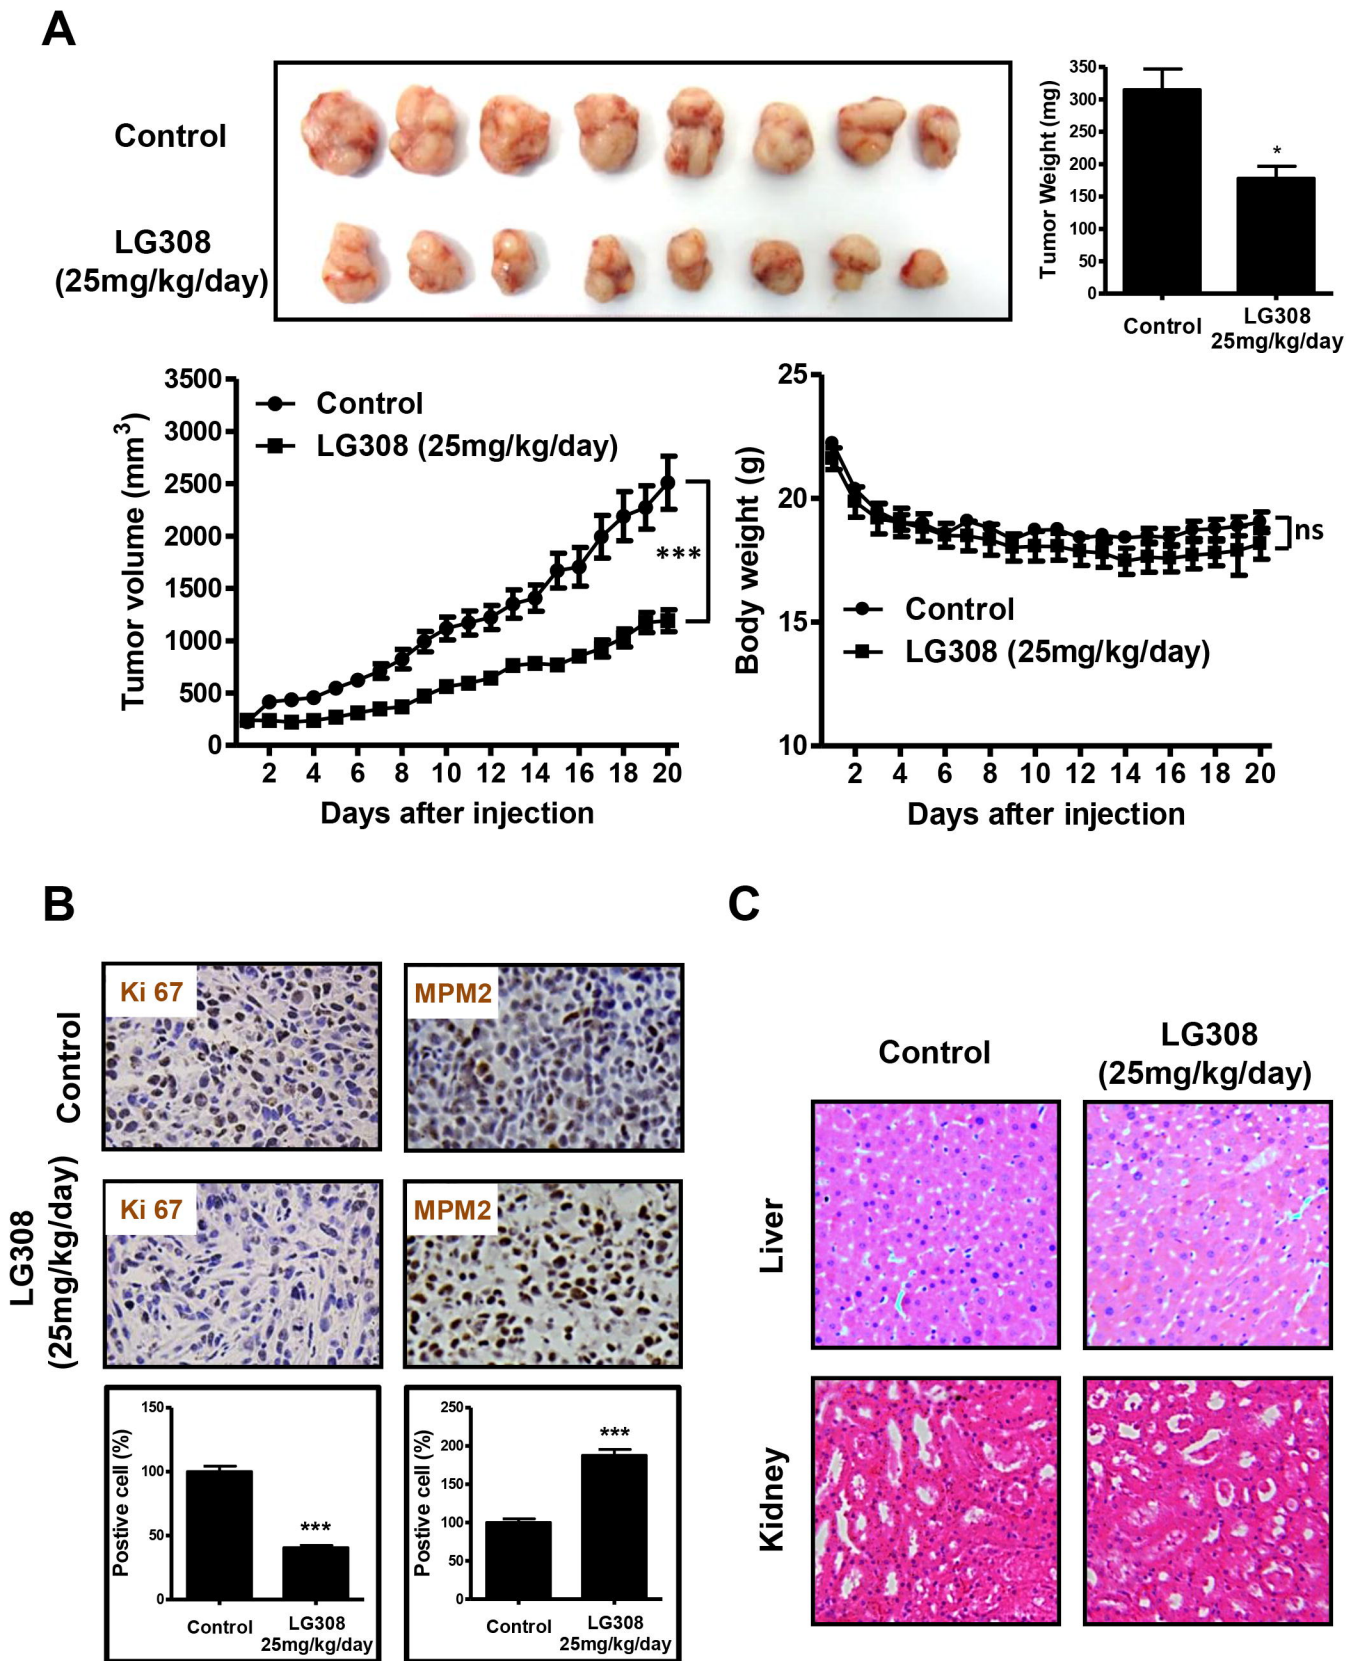 A
Control
LG308
(25mg/kg/day)
Tumor Weight (mg)
350
300
250
200
150
100
50
0
*
Control
LG308
25mg/kg/day
Tumor volume (mm³)
3500
3000
2500
2000
1500
1000
500
0
Control
LG308 (25mg/kg/day)
***
2 4 6 8 10 12 14 16 18 20
Days after injection
Body weight (g)
25
20
15
10
ns
Control
LG308 (25mg/kg/day)
2 4 6 8 10 12 14 16 18 20
Days after injection
B
Control
Ki 67
MPM2
LG308
(25mg/kg/day)
Ki 67
MPM2
Postive cell (%)
150
100
50
0
***
Control
LG308
25mg/kg/day
Postive cell (%)
250
200
150
100
50
0
***
Control
LG308
25mg/kg/day
C
Control
LG308
(25mg/kg/day)
Liver
Kidney